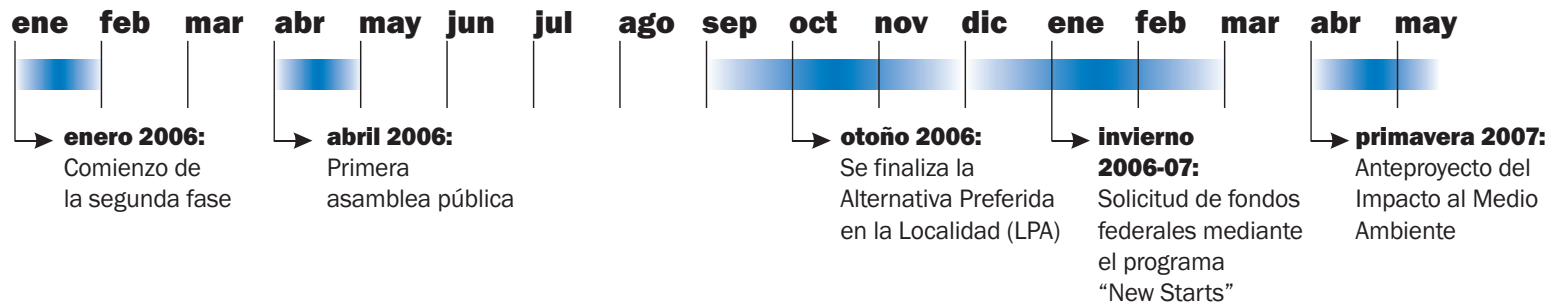 ene feb mar abr may jun jul ago sep oct nov dic ene feb mar abr may
enero 2006:
Comienzo de
la segunda fase
abril 2006:
Primera
asamblea pública
otoño 2006:
Se finaliza la
Alternativa Preferida
en la Localidad (LPA)
invierno
2006-07:
Solicitud de fondos
federales mediante
el programa
“New Starts”
primavera 2007:
Anteproyecto del
Impacto al Medio
Ambiente